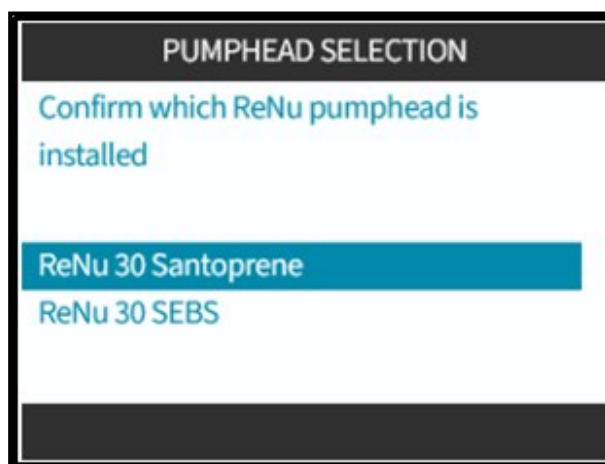 PUMPHEAD SELECTION
Confirm which ReNu pumphead is
installed
ReNu 30 Santoprene
ReNu 30 SEBS